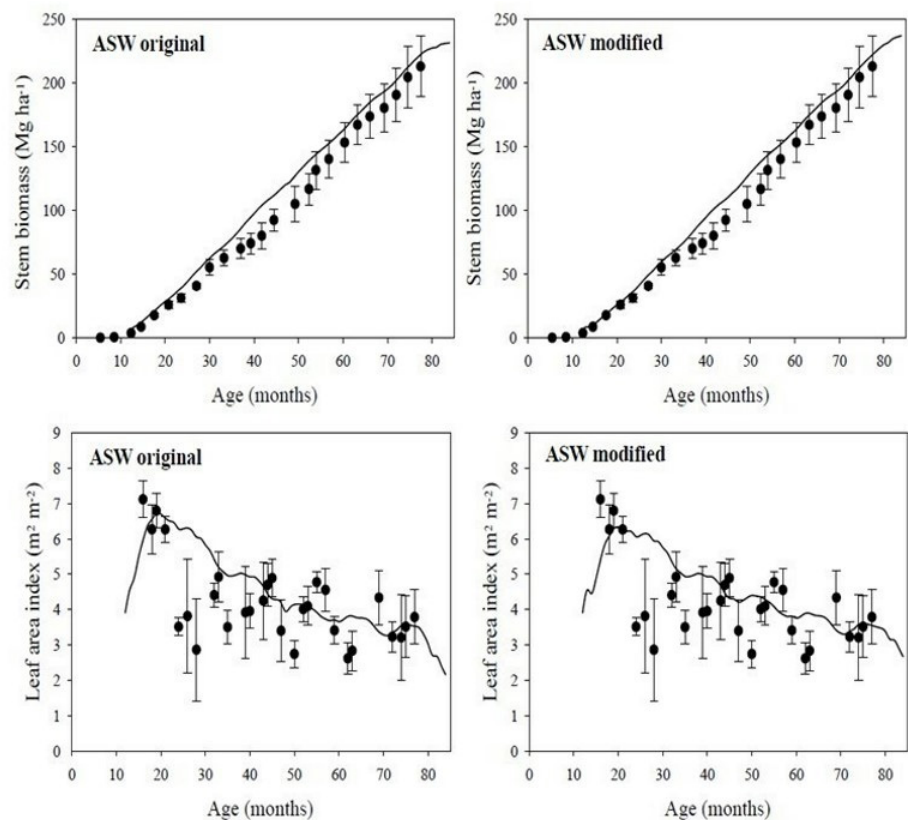 ASW original
Stem biomass (Mg ha⁻¹)
250
200
150
100
50
0
0 10 20 30 40 50 60 70 80
Age (months)
ASW modified
Stem biomass (Mg ha⁻¹)
250
200
150
100
50
0
0 10 20 30 40 50 60 70 80
Age (months)
ASW original
Leaf area index (m² m⁻²)
9
8
7
6
5
4
3
2
1
0
0 10 20 30 40 50 60 70 80
Age (months)
ASW modified
Leaf area index (m² m⁻²)
9
8
7
6
5
4
3
2
1
0
0 10 20 30 40 50 60 70 80
Age (months)